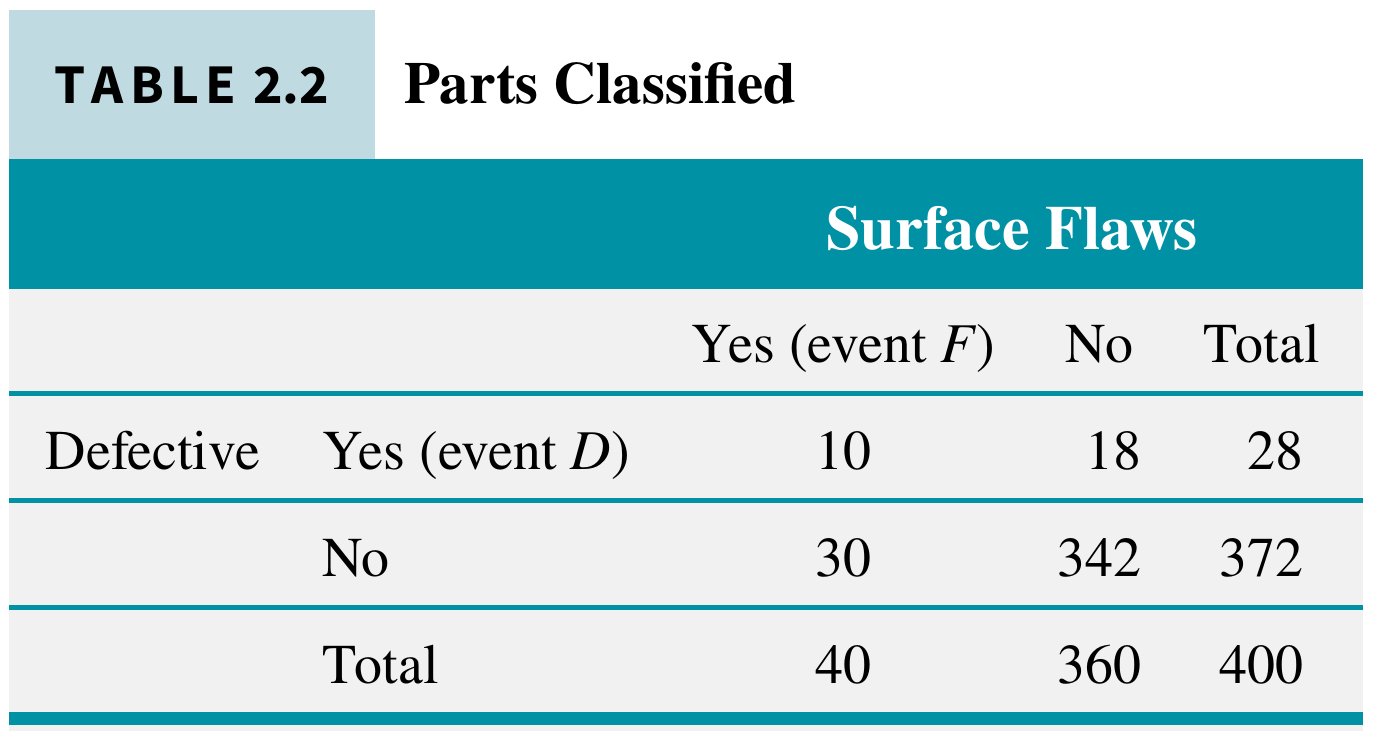 TABLE 2.2 Parts Classified
Surface Flaws
Yes (event F) No Total
Defective Yes (event D) 10 18 28
No 30 342 372
Total 40 360 400